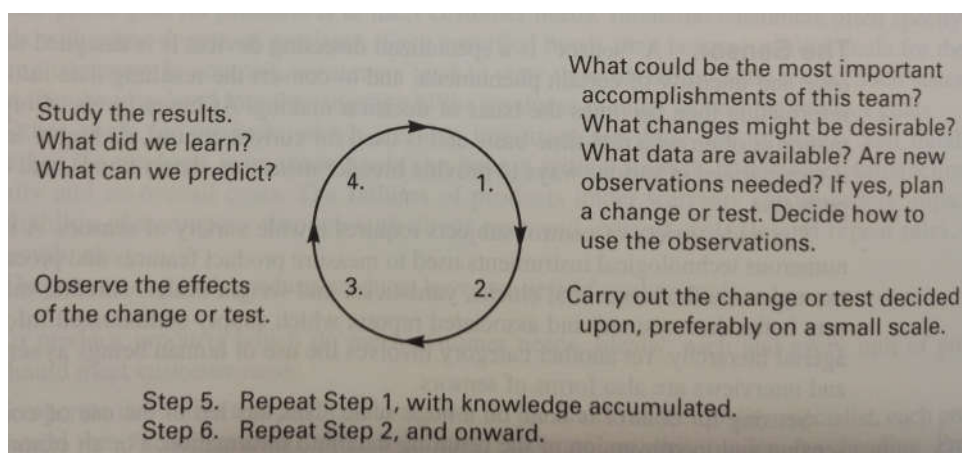 Study the results.
What did we learn?
What can we predict?
4.
1.
What could be the most important
accomplishments of this team?
What changes might be desirable?
What data are available? Are new
observations needed? If yes, plan
a change or test. Decide how to
use the observations.
Observe the effects
of the change or test.
3.
2.
Carry out the change or test decided
upon, preferably on a small scale.
Step 5. Repeat Step 1, with knowledge accumulated.
Step 6. Repeat Step 2, and onward.